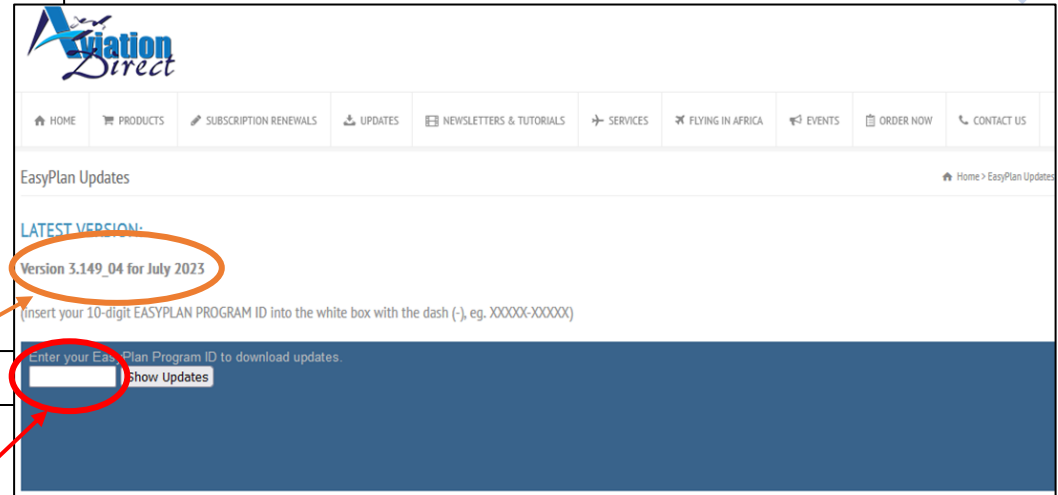 Aviation
Direct
HOME PRODUCTS SUBSCRIPTION RENEWALS UPDATES NEWSLETTERS & TUTORIALS SERVICES FLYING IN AFRICA EVENTS ORDER NOW CONTACT US
EasyPlan Updates
Home > EasyPlan Updates
LATEST VERSION:
Version 3.149_04 for July 2023
(insert your 10-digit EASYPLAN PROGRAM ID into the white box with the dash (-), eg. XXXXX-XXXXX)
Enter your EasyPlan Program ID to download updates.
Show Updates